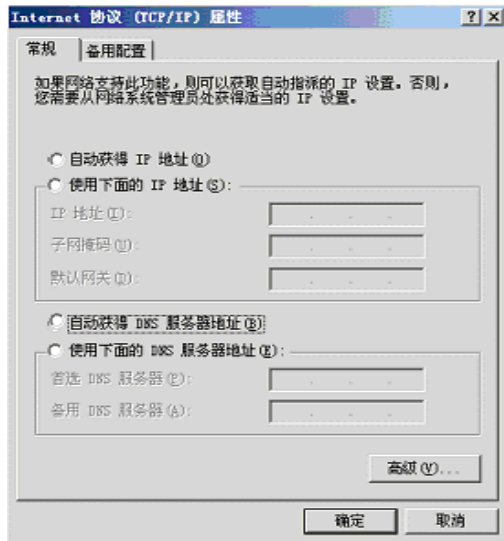 Internet 协议 (TCP/IP) 属性
常规
备用配置
如果网络支持此功能，则可以获取自动指派的 IP 设置。否则，
您需要从网络系统管理员处获得适当的 IP 设置。
自动获得 IP 地址(O)
使用下面的 IP 地址(S):
IP 地址(I):
子网掩码(U):
默认网关(D):
自动获得 DNS 服务器地址(B)
使用下面的 DNS 服务器地址(E):
首选 DNS 服务器(P):
备用 DNS 服务器(A):
高级(V)...
确定
取消